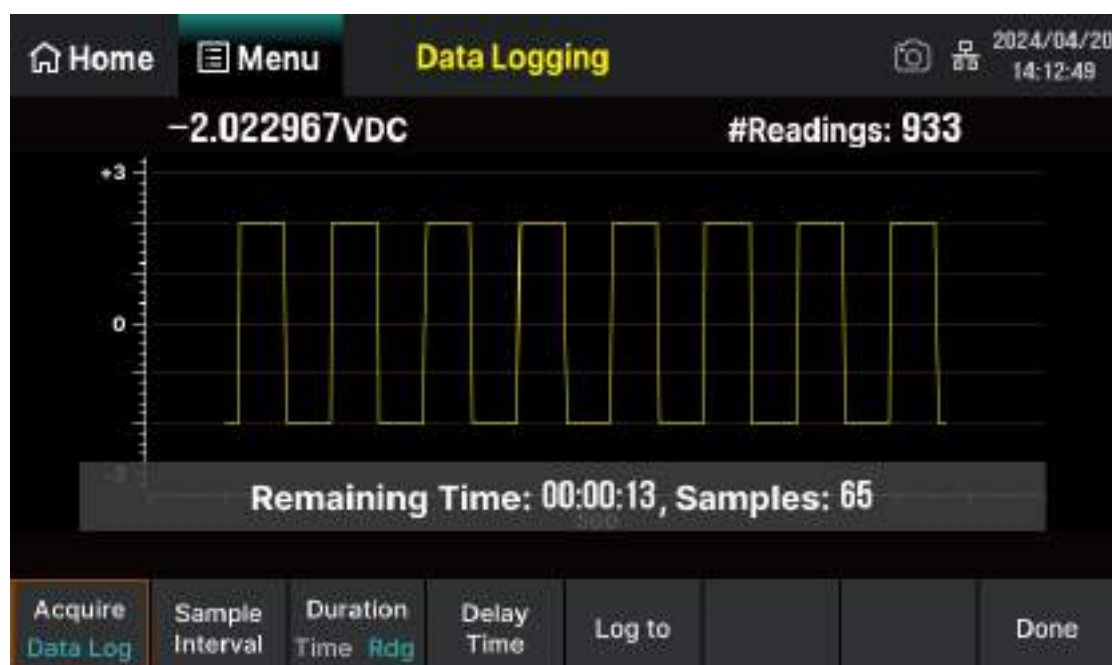 Home Menu Data Logging 2024/04/20
14:12:49
−2.022967VDC #Readings: 933
+3
0
-3
Remaining Time: 00:00:13, Samples: 65
Acquire Sample Duration Delay Log to Done
Data Log Interval Time Rdg Time